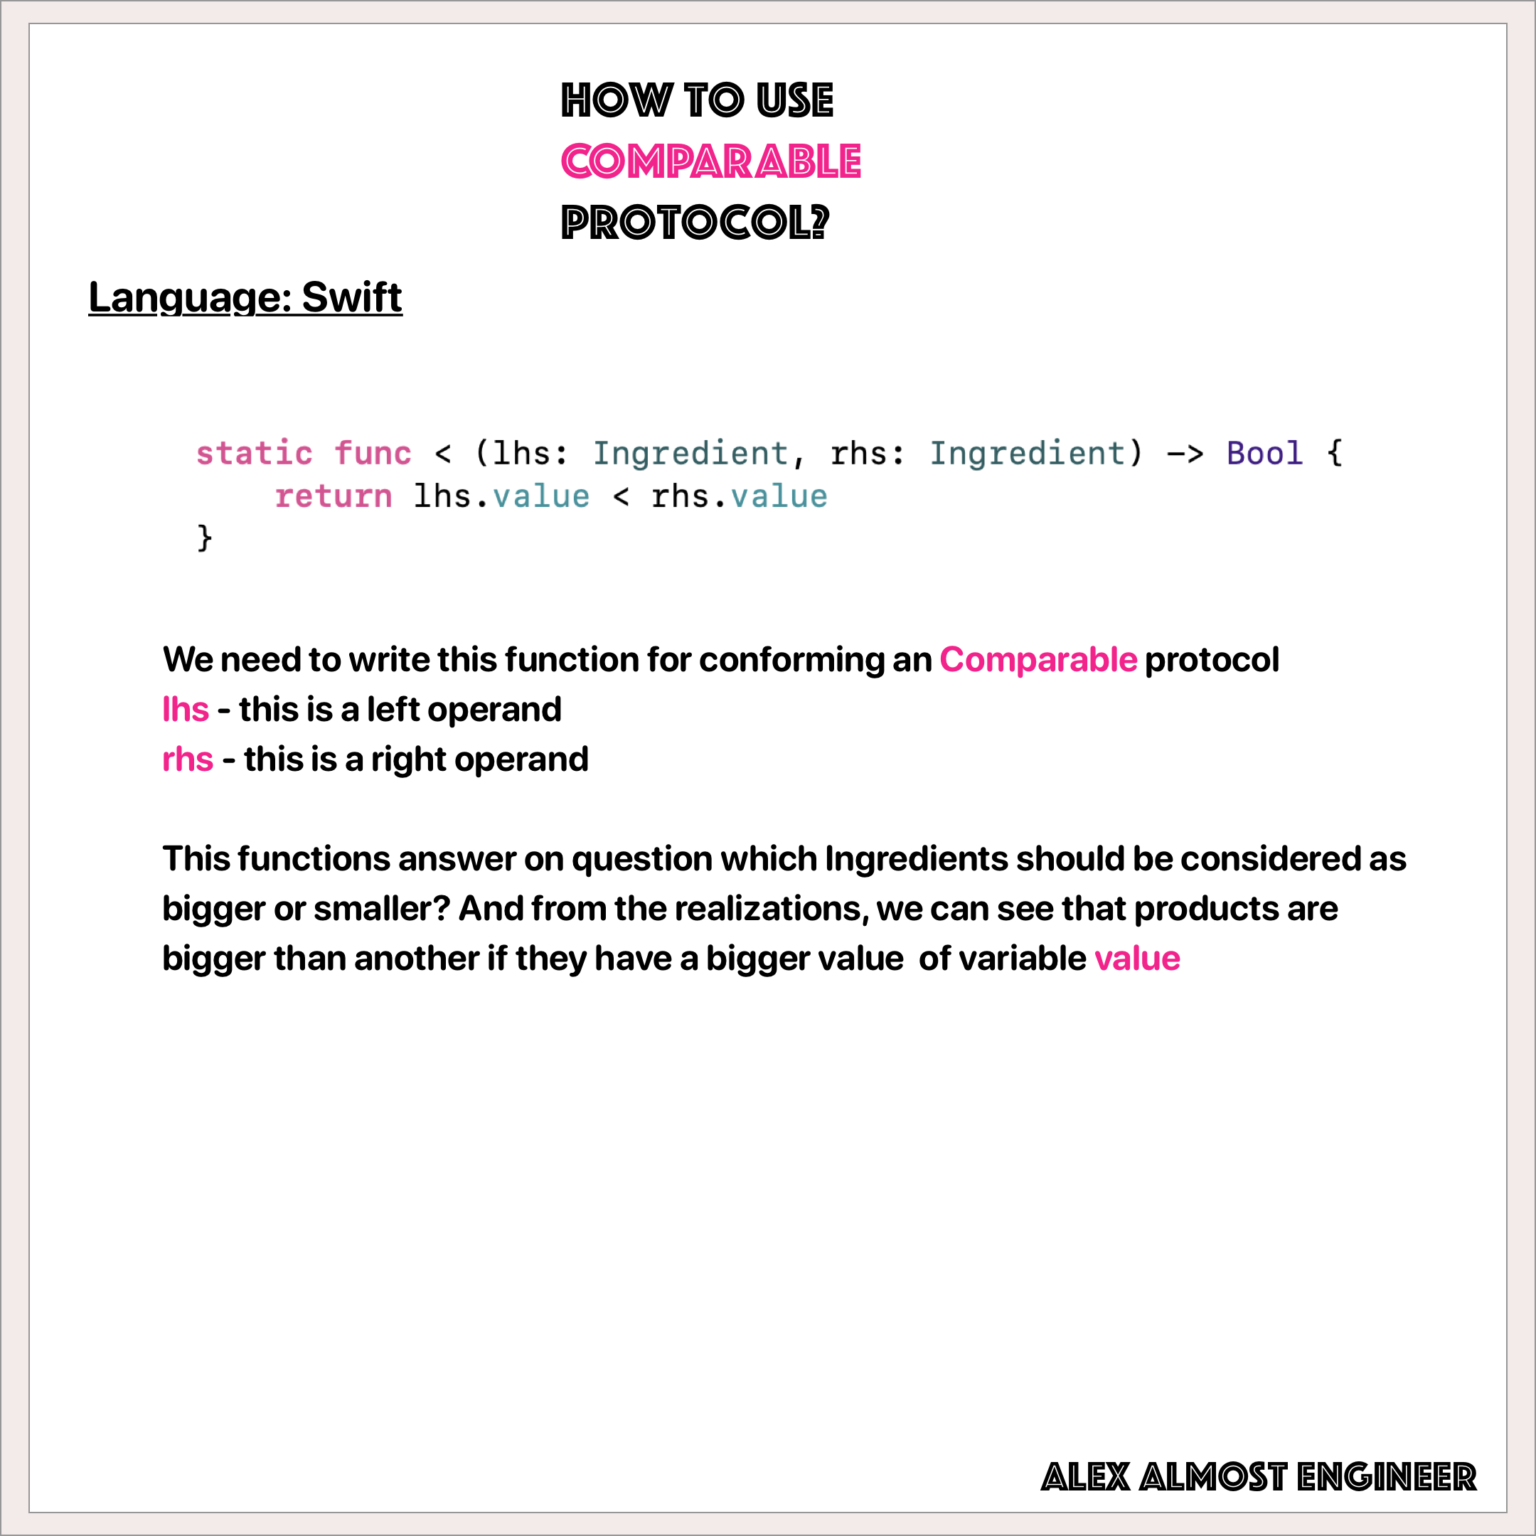 HOW TO USE
COMPARABLE
PROTOCOL?
Language: Swift
static func < (lhs: Ingredient, rhs: Ingredient) -> Bool {
    return lhs.value < rhs.value
}
We need to write this function for conforming an Comparable protocol
lhs - this is a left operand
rhs - this is a right operand
This functions answer on question which Ingredients should be considered as
bigger or smaller? And from the realizations, we can see that products are
bigger than another if they have a bigger value  of variable value
ALEX ALMOST ENGINEER